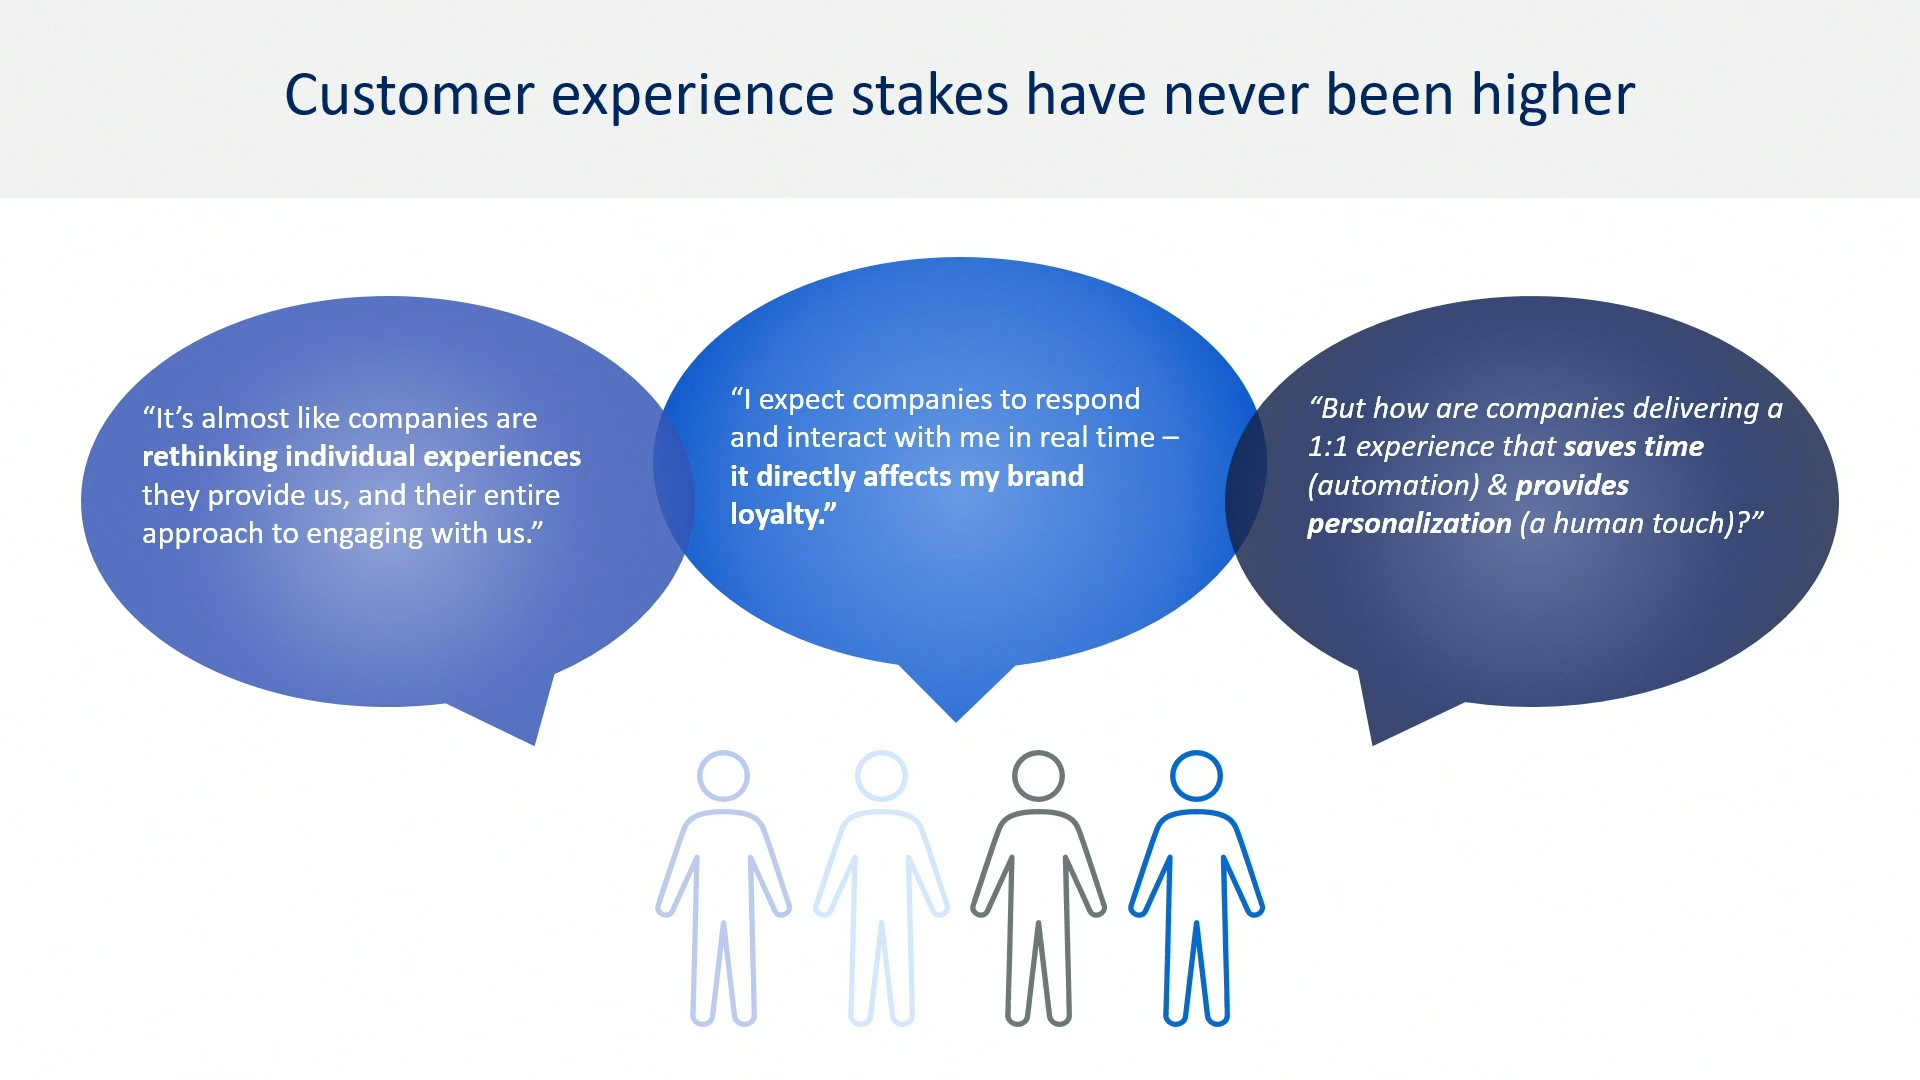 Customer experience stakes have never been higher
“It’s almost like companies are
rethinking individual experiences
they provide us, and their entire
approach to engaging with us.”
“I expect companies to respond
and interact with me in real time –
it directly affects my brand
loyalty.”
“But how are companies delivering a
1:1 experience that saves time
(automation) & provides
personalization (a human touch)?”